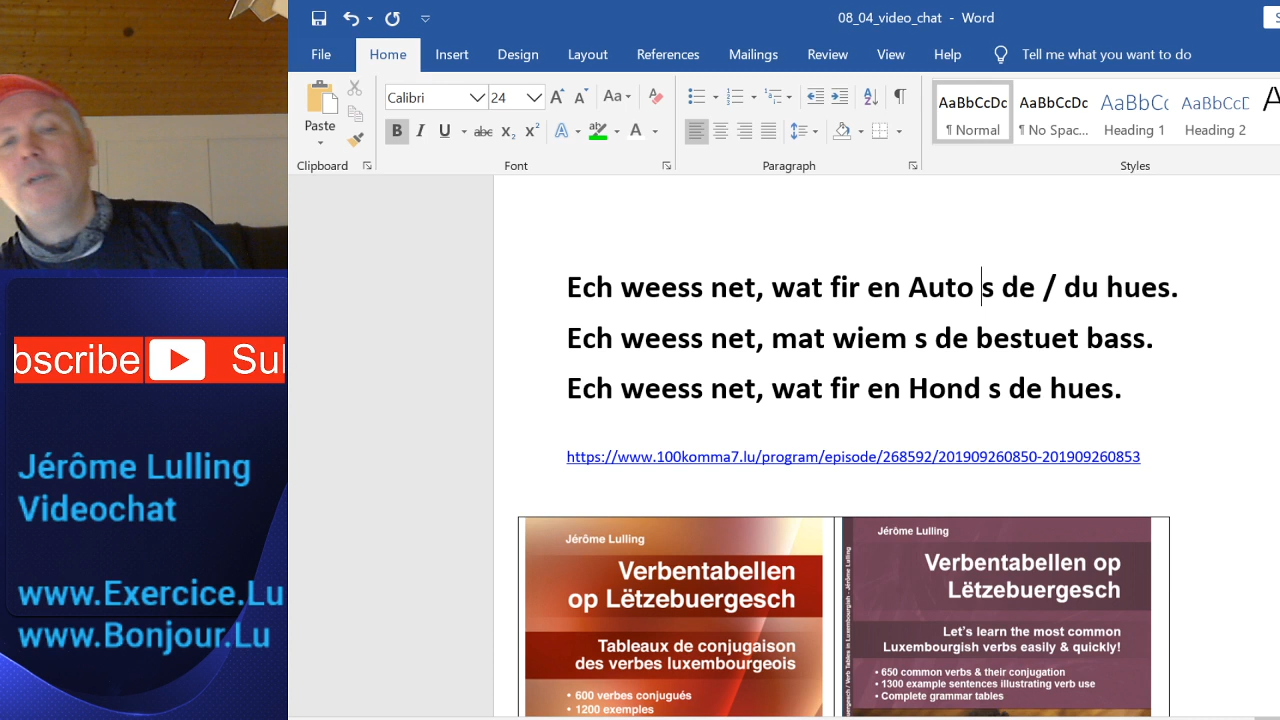 08_04_video_chat - Word
File Home Insert Design Layout References Mailings Review View Help Tell me what you want to do
Calibri 24 Aa
Paste
B I U abc x₂ x² A A
AaBbCcDc AaBbCcDc AaBbCc AaBbCcD
¶ Normal ¶ No Spac... Heading 1 Heading 2
Clipboard Font Paragraph Styles
bscribe Su
Jérôme Lulling
Videochat
www.Exercice.Lu
www.Bonjour.Lu
Ech weess net, wat fir en Auto s de / du hues.
Ech weess net, mat wiem s de bestuet bass.
Ech weess net, wat fir en Hond s de hues.
https://www.100komma7.lu/program/episode/268592/201909260850-201909260853
Jérôme Lulling
Verbentabellen
op Lëtzebuergesch
Tableaux de conjugaison
des verbes luxembourgeois
• 600 verbes conjugués
• 1200 exemples
Jérôme Lulling
Verbentabellen op
Lëtzebuergesch
Let's learn the most common
Luxembourgish verbs easily & quickly!
• 650 common verbs & their conjugation
• 1300 example sentences illustrating verb use
• Complete grammar tables